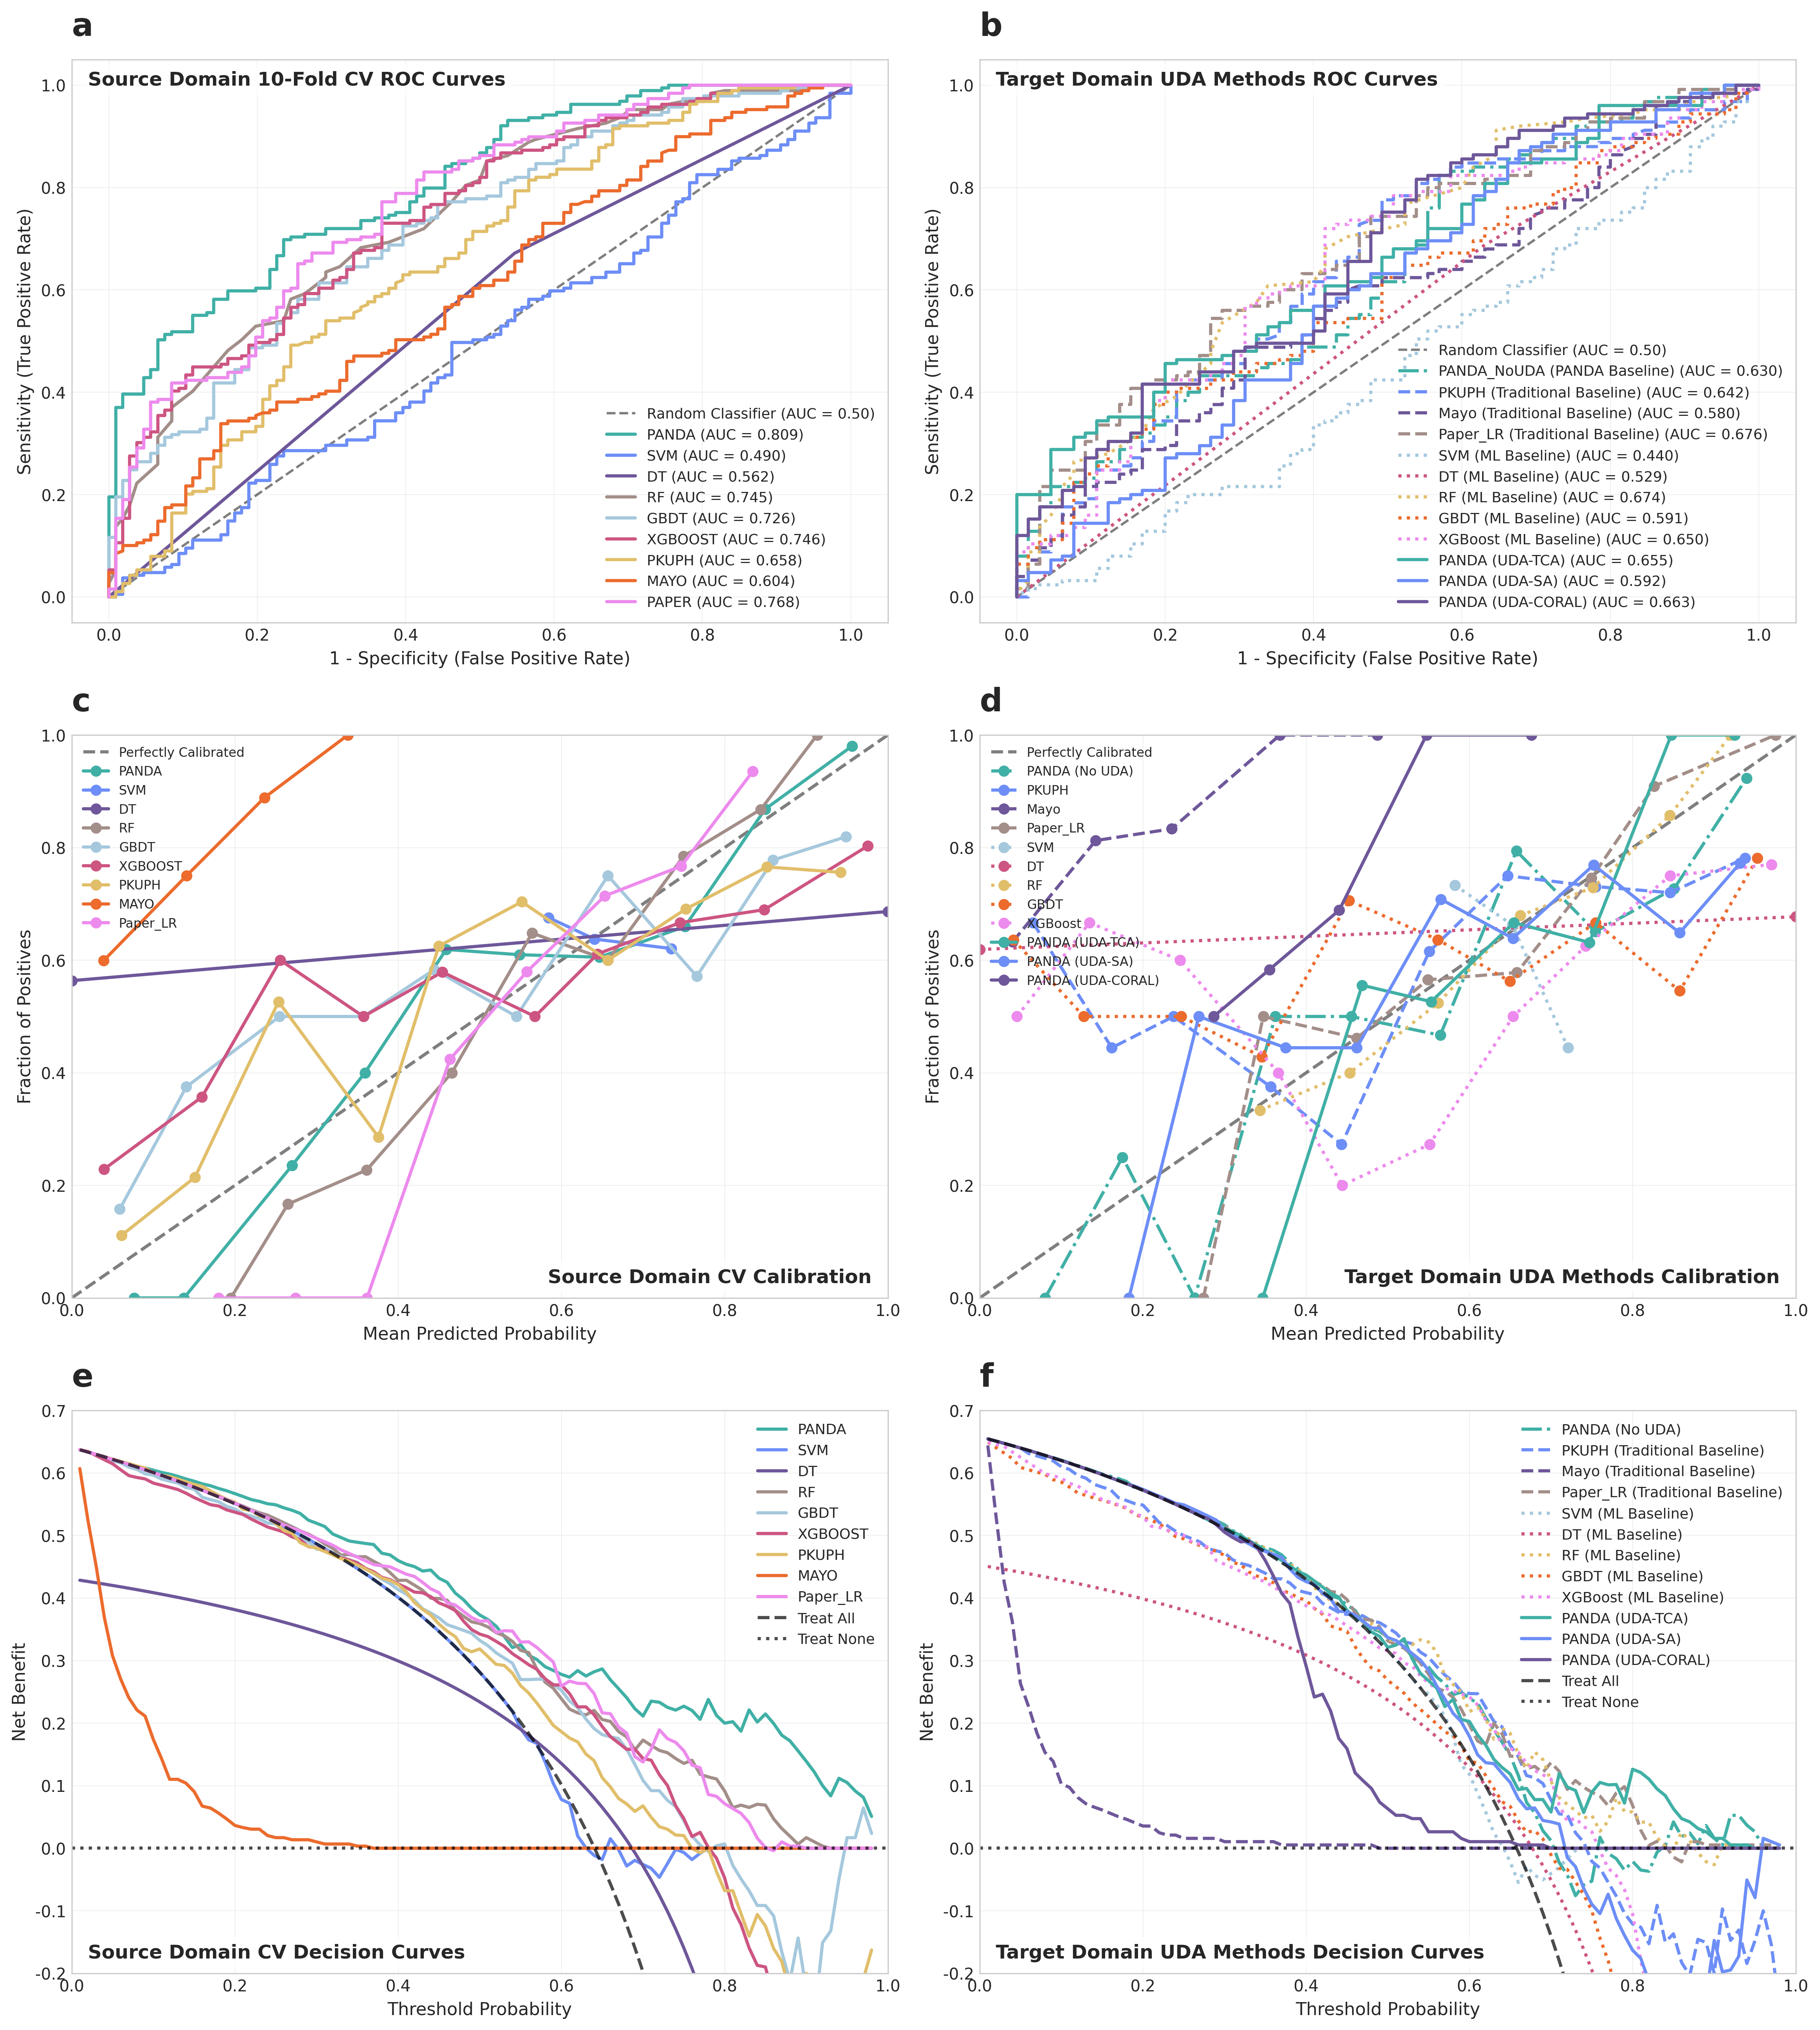 a
Source Domain 10-Fold CV ROC Curves
1.0
0.8
0.6
0.4
0.2
0.0
Sensitivity (True Positive Rate)
Random Classifier (AUC = 0.50)
PANDA (AUC = 0.809)
SVM (AUC = 0.490)
DT (AUC = 0.562)
RF (AUC = 0.745)
GBDT (AUC = 0.726)
XGBOOST (AUC = 0.746)
PKUPH (AUC = 0.658)
MAYO (AUC = 0.604)
PAPER (AUC = 0.768)
0.0 0.2 0.4 0.6 0.8 1.0
1 - Specificity (False Positive Rate)
b
Target Domain UDA Methods ROC Curves
1.0
0.8
0.6
0.4
0.2
0.0
Sensitivity (True Positive Rate)
Random Classifier (AUC = 0.50)
PANDA_NoUDA (PANDA Baseline) (AUC = 0.630)
PKUPH (Traditional Baseline) (AUC = 0.642)
Mayo (Traditional Baseline) (AUC = 0.580)
Paper_LR (Traditional Baseline) (AUC = 0.676)
SVM (ML Baseline) (AUC = 0.440)
DT (ML Baseline) (AUC = 0.529)
RF (ML Baseline) (AUC = 0.674)
GBDT (ML Baseline) (AUC = 0.591)
XGBoost (ML Baseline) (AUC = 0.650)
PANDA (UDA-TCA) (AUC = 0.655)
PANDA (UDA-SA) (AUC = 0.592)
PANDA (UDA-CORAL) (AUC = 0.663)
0.0 0.2 0.4 0.6 0.8 1.0
1 - Specificity (False Positive Rate)
c
1.0
0.8
0.6
0.4
0.2
0.0
Fraction of Positives
Perfectly Calibrated
PANDA
SVM
DT
RF
GBDT
XGBOOST
PKUPH
MAYO
Paper_LR
Source Domain CV Calibration
0.0 0.2 0.4 0.6 0.8 1.0
Mean Predicted Probability
d
1.0
0.8
0.6
0.4
0.2
0.0
Fraction of Positives
Perfectly Calibrated
PANDA (No UDA)
PKUPH
Mayo
Paper_LR
SVM
DT
RF
GBDT
XGBoost
PANDA (UDA-TCA)
PANDA (UDA-SA)
PANDA (UDA-CORAL)
Target Domain UDA Methods Calibration
0.0 0.2 0.4 0.6 0.8 1.0
Mean Predicted Probability
e
0.7
0.6
0.5
0.4
0.3
0.2
0.1
0.0
-0.1
-0.2
Net Benefit
PANDA
SVM
DT
RF
GBDT
XGBOOST
PKUPH
MAYO
Paper_LR
Treat All
Treat None
Source Domain CV Decision Curves
0.0 0.2 0.4 0.6 0.8 1.0
Threshold Probability
f
0.7
0.6
0.5
0.4
0.3
0.2
0.1
0.0
-0.1
-0.2
Net Benefit
PANDA (No UDA)
PKUPH (Traditional Baseline)
Mayo (Traditional Baseline)
Paper_LR (Traditional Baseline)
SVM (ML Baseline)
DT (ML Baseline)
RF (ML Baseline)
GBDT (ML Baseline)
XGBoost (ML Baseline)
PANDA (UDA-TCA)
PANDA (UDA-SA)
PANDA (UDA-CORAL)
Treat All
Treat None
Target Domain UDA Methods Decision Curves
0.0 0.2 0.4 0.6 0.8 1.0
Threshold Probability